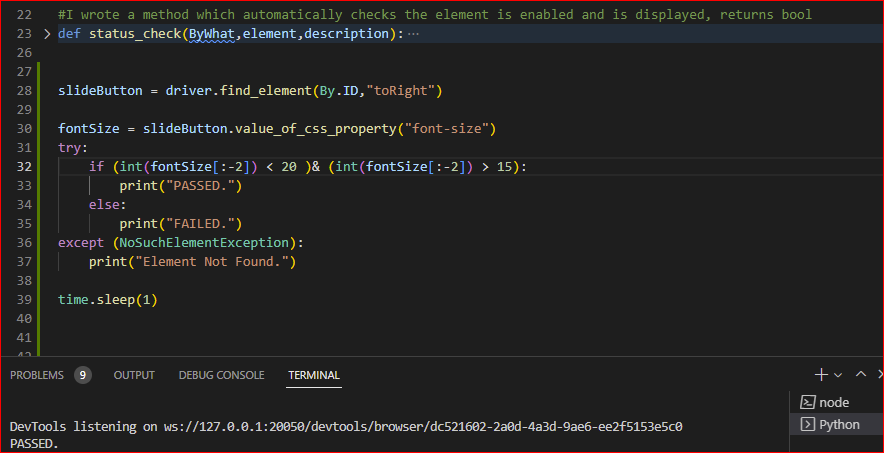 22 #I wrote a method which automatically checks the element is enabled and is displayed, returns bool
23 > def status_check(ByWhat,element,description):···
26
27
28 slideButton = driver.find_element(By.ID,"toRight")
29
30 fontSize = slideButton.value_of_css_property("font-size")
31 try:
32     if (int(fontSize[:-2]) < 20 )& (int(fontSize[:-2]) > 15):
33         print("PASSED.")
34     else:
35         print("FAILED.")
36 except (NoSuchElementException):
37     print("Element Not Found.")
38
39 time.sleep(1)
40
41
42
PROBLEMS 9 OUTPUT DEBUG CONSOLE TERMINAL
node
DevTools listening on ws://127.0.0.1:20050/devtools/browser/dc521602-2a0d-4a3d-9ae6-ee2f5153e5c0
Python
PASSED.